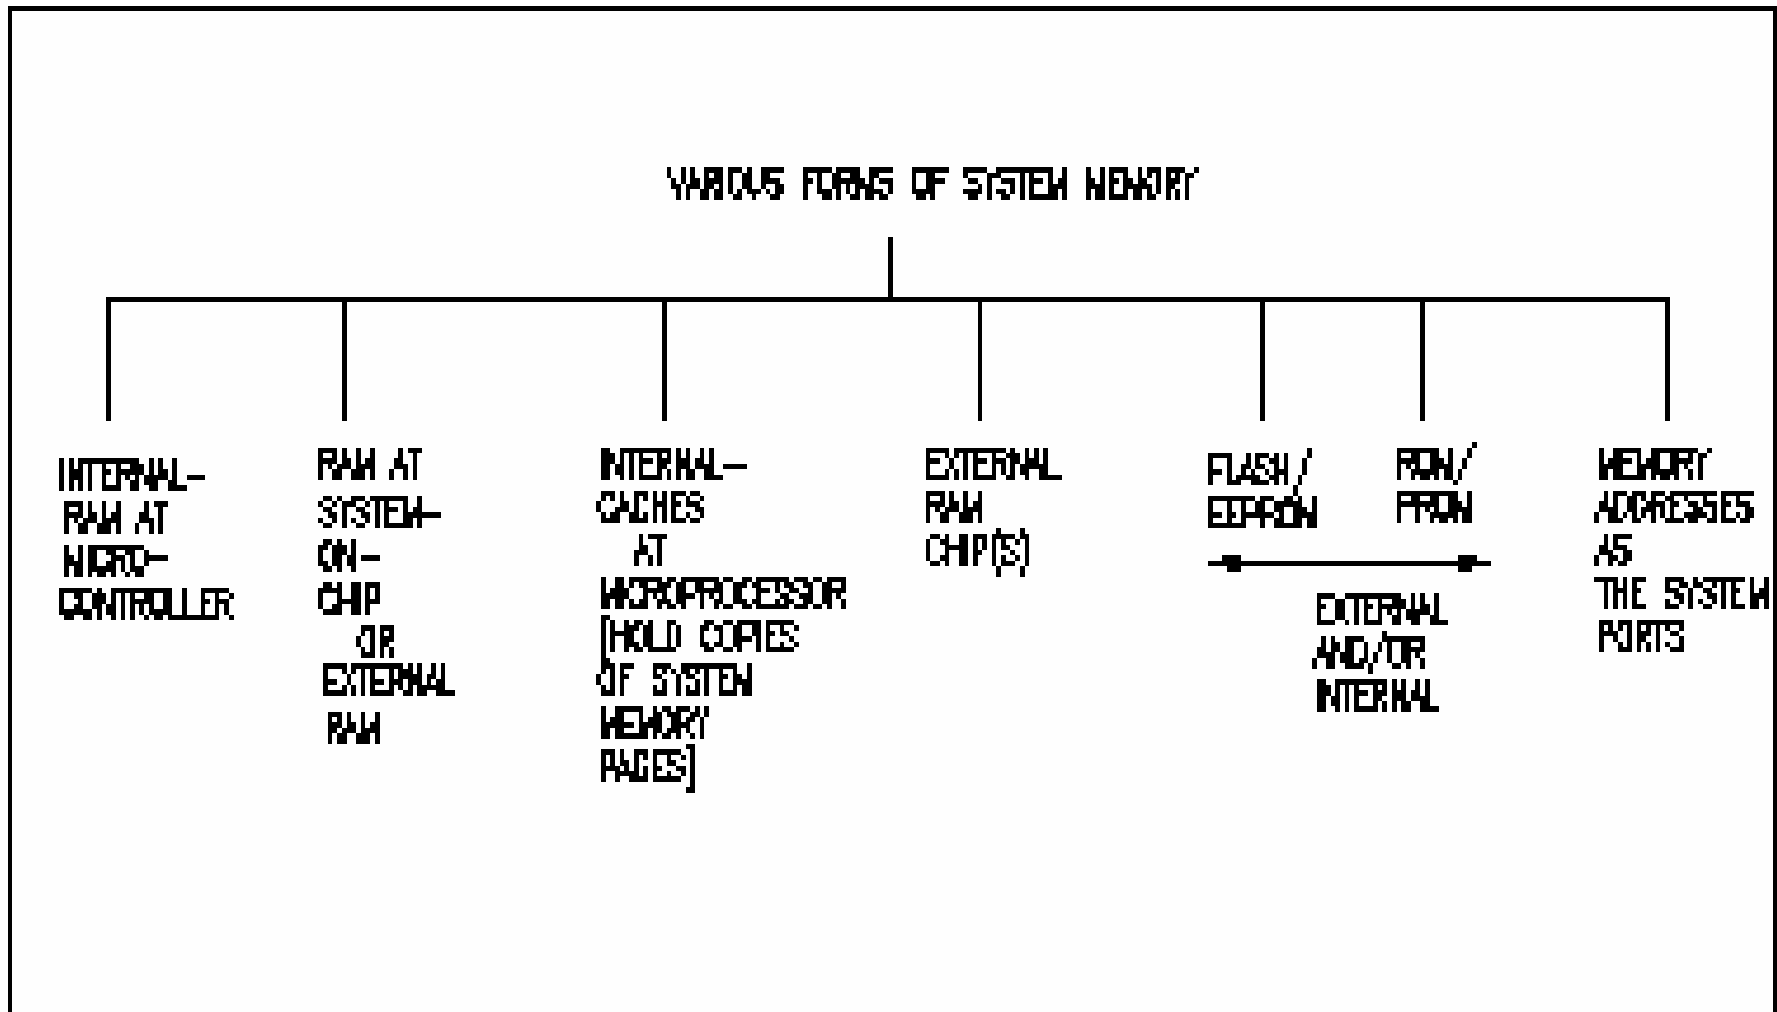 VARIOUS FORMS OF SYSTEM MEMORY
INTERNAL-
RAM AT
MICRO-
CONTROLLER
RAM AT
SYSTEM-
ON-
CHIP
OR
EXTERNAL
RAM
INTERNAL-
CACHES
AT
MICROPROCESSOR
[HOLD COPIES
OF SYSTEM
MEMORY
PAGES]
EXTERNAL
RAM
CHIP(S)
FLASH/
EEPROM
ROM/
PROM
EXTERNAL
AND/OR
INTERNAL
MEMORY
ADDRESSES
AS
THE SYSTEM
PORTS